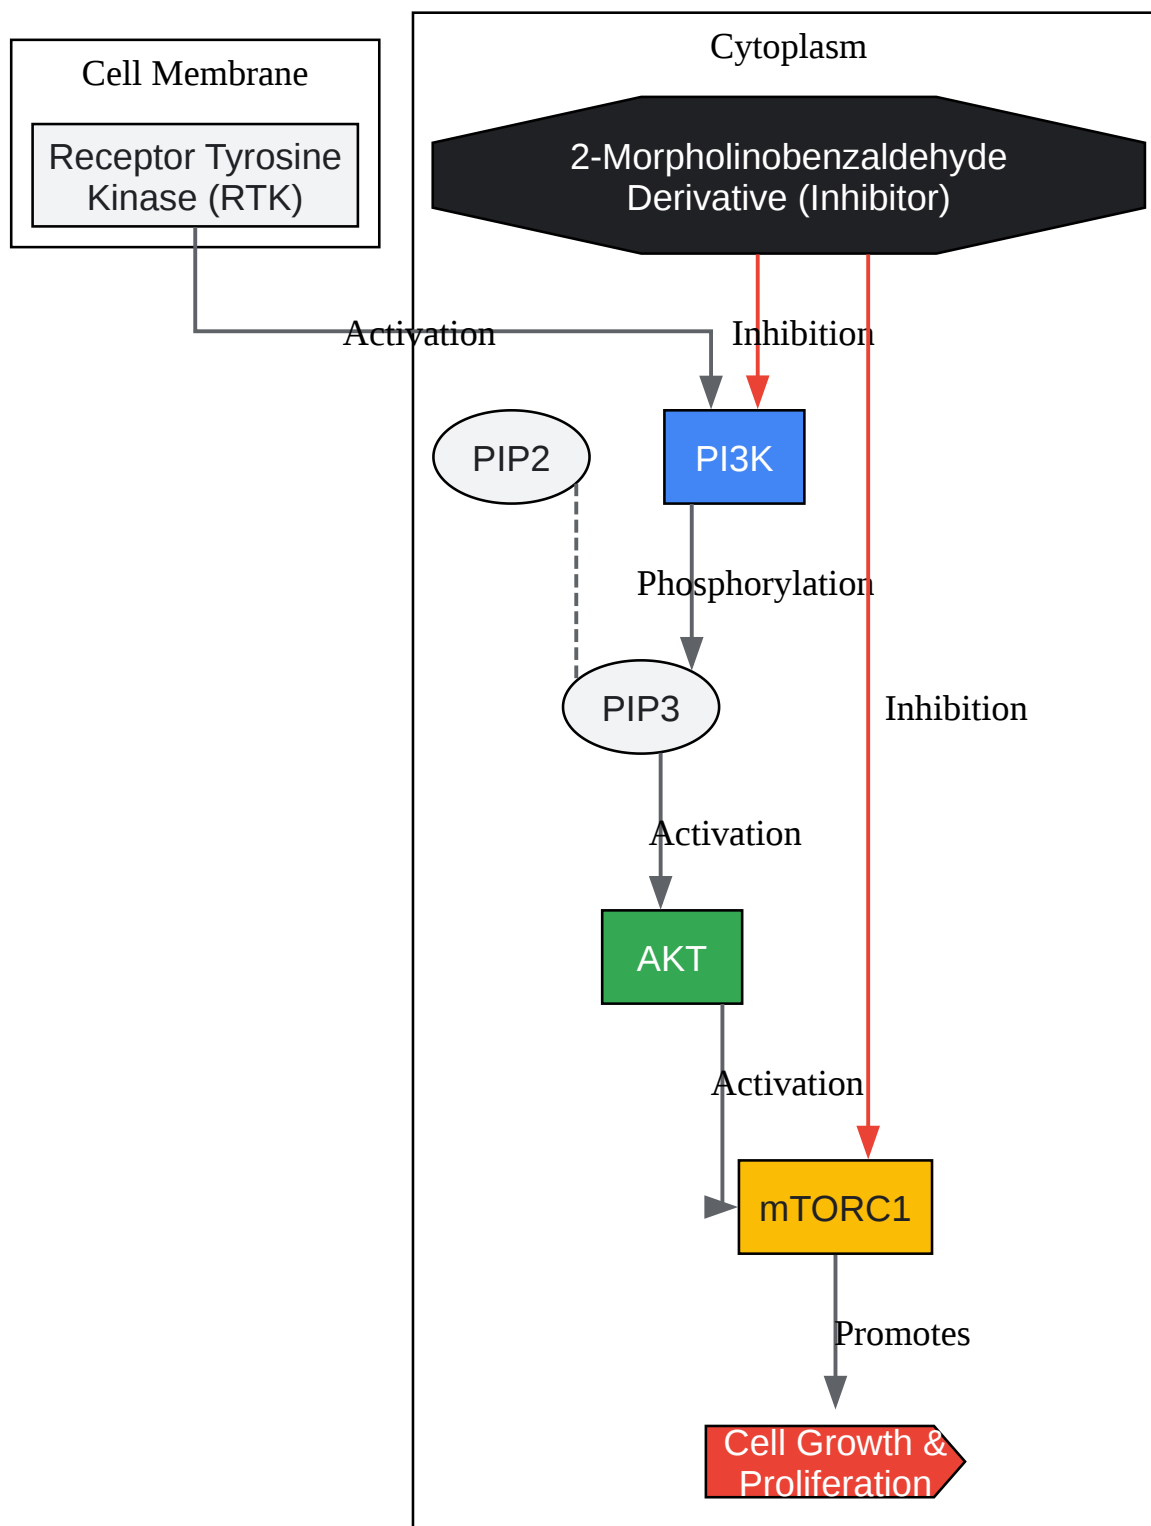 Cell Membrane
Cytoplasm
Receptor Tyrosine
Kinase (RTK)
2-Morpholinobenzaldehyde
Derivative (Inhibitor)
Activation
Inhibition
PIP2
PI3K
Phosphorylation
PIP3
Inhibition
Activation
AKT
Activation
mTORC1
Promotes
Cell Growth &
Proliferation